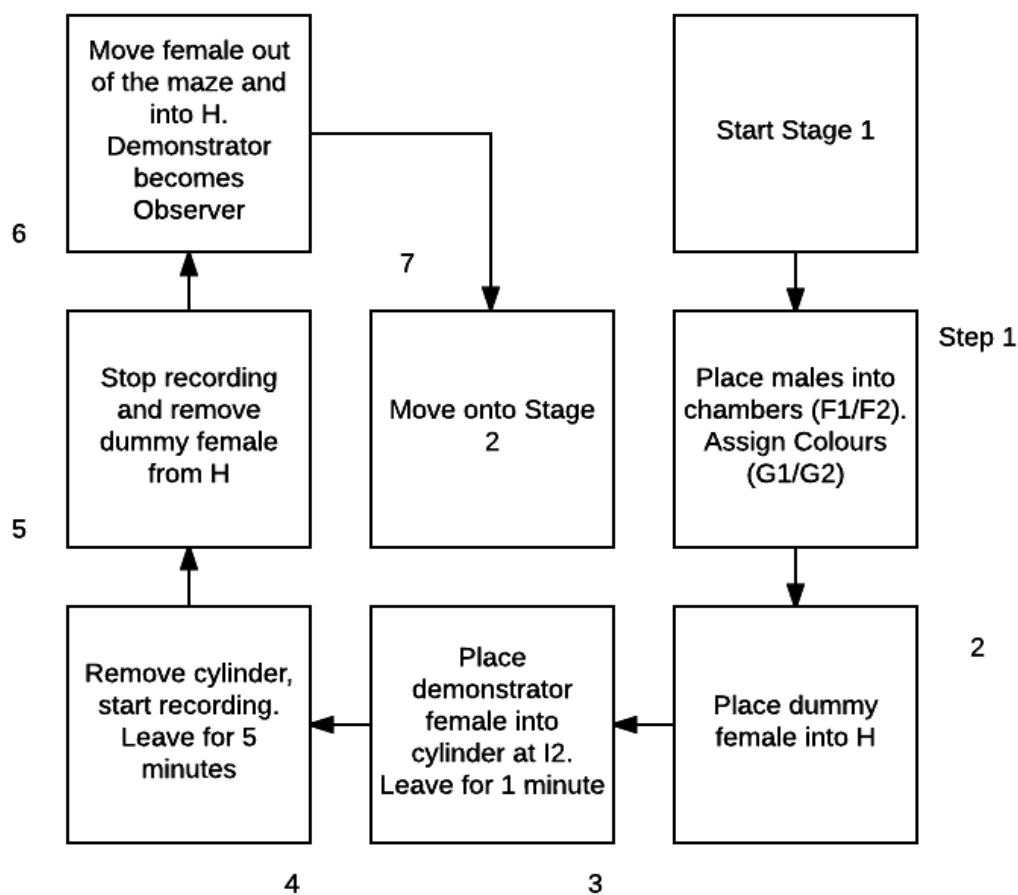 Start Stage 1
Step 1
Place males into
chambers (F1/F2).
Assign Colours
(G1/G2)
2
Place dummy
female into H
3
Place
demonstrator
female into
cylinder at I2.
Leave for 1 minute
4
Remove cylinder,
start recording.
Leave for 5
minutes
5
Stop recording
and remove
dummy female
from H
6
Move female out
of the maze and
into H.
Demonstrator
becomes
Observer
7
Move onto Stage
2